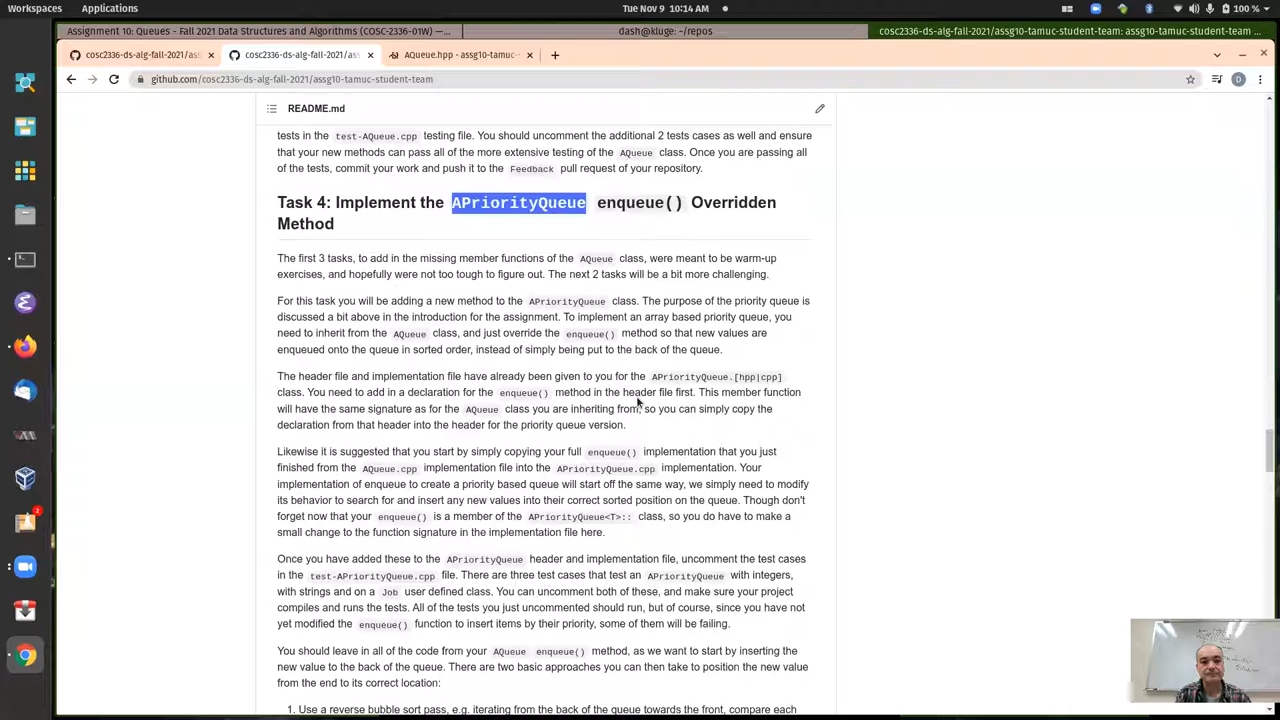 Workspaces Applications Tue Nov 9 10:14 AM 100 %
Assignment 10: Queues - Fall 2021 Data Structures and Algorithms (COSC-2336-01W) —... dash@kluge: ~/repos cosc2336-ds-alg-fall-2021/assg10-tamuc-student-team: assg10-tamuc-student-team ...
cosc2336-ds-alg-fall-2021/as: cosc2336-ds-alg-fall-2021/as: AQueue.hpp - assg10-tamuc-
github.com/cosc2336-ds-alg-fall-2021/assg10-tamuc-student-team D
README.md
tests in the test-AQueue.cpp testing file. You should uncomment the additional 2 tests cases as well and ensure
that your new methods can pass all of the more extensive testing of the AQueue class. Once you are passing all
of the tests, commit your work and push it to the Feedback pull request of your repository.
Task 4: Implement the APriorityQueue enqueue() Overridden
Method
The first 3 tasks, to add in the missing member functions of the AQueue class, were meant to be warm-up
exercises, and hopefully were not too tough to figure out. The next 2 tasks will be a bit more challenging.
For this task you will be adding a new method to the APriorityQueue class. The purpose of the priority queue is
discussed a bit above in the introduction for the assignment. To implement an array based priority queue, you
need to inherit from the AQueue class, and just override the enqueue() method so that new values are
enqueued onto the queue in sorted order, instead of simply being put to the back of the queue.
The header file and implementation file have already been given to you for the APriorityQueue.[hpp|cpp]
class. You need to add in a declaration for the enqueue() method in the header file first. This member function
will have the same signature as for the AQueue class you are inheriting from, so you can simply copy the
declaration from that header into the header for the priority queue version.
Likewise it is suggested that you start by simply copying your full enqueue() implementation that you just
finished from the AQueue.cpp implementation file into the APriorityQueue.cpp implementation. Your
implementation of enqueue to create a priority based queue will start off the same way, we simply need to modify
its behavior to search for and insert any new values into their correct sorted position on the queue. Though don't
forget now that your enqueue() is a member of the APriorityQueue<T>:: class, so you do have to make a
small change to the function signature in the implementation file here.
Once you have added these to the APriorityQueue header and implementation file, uncomment the test cases
in the test-APriorityQueue.cpp file. There are three test cases that test an APriorityQueue with integers,
with strings and on a Job user defined class. You can uncomment both of these, and make sure your project
compiles and runs the tests. All of the tests you just uncommented should run, but of course, since you have not
yet modified the enqueue() function to insert items by their priority, some of them will be failing.
You should leave in all of the code from your AQueue enqueue() method, as we want to start by inserting the
new value to the back of the queue. There are two basic approaches you can then take to position the new value
from the end to its correct location:
1. Use a reverse bubble sort pass, e.g. iterating from the back of the queue towards the front, compare each